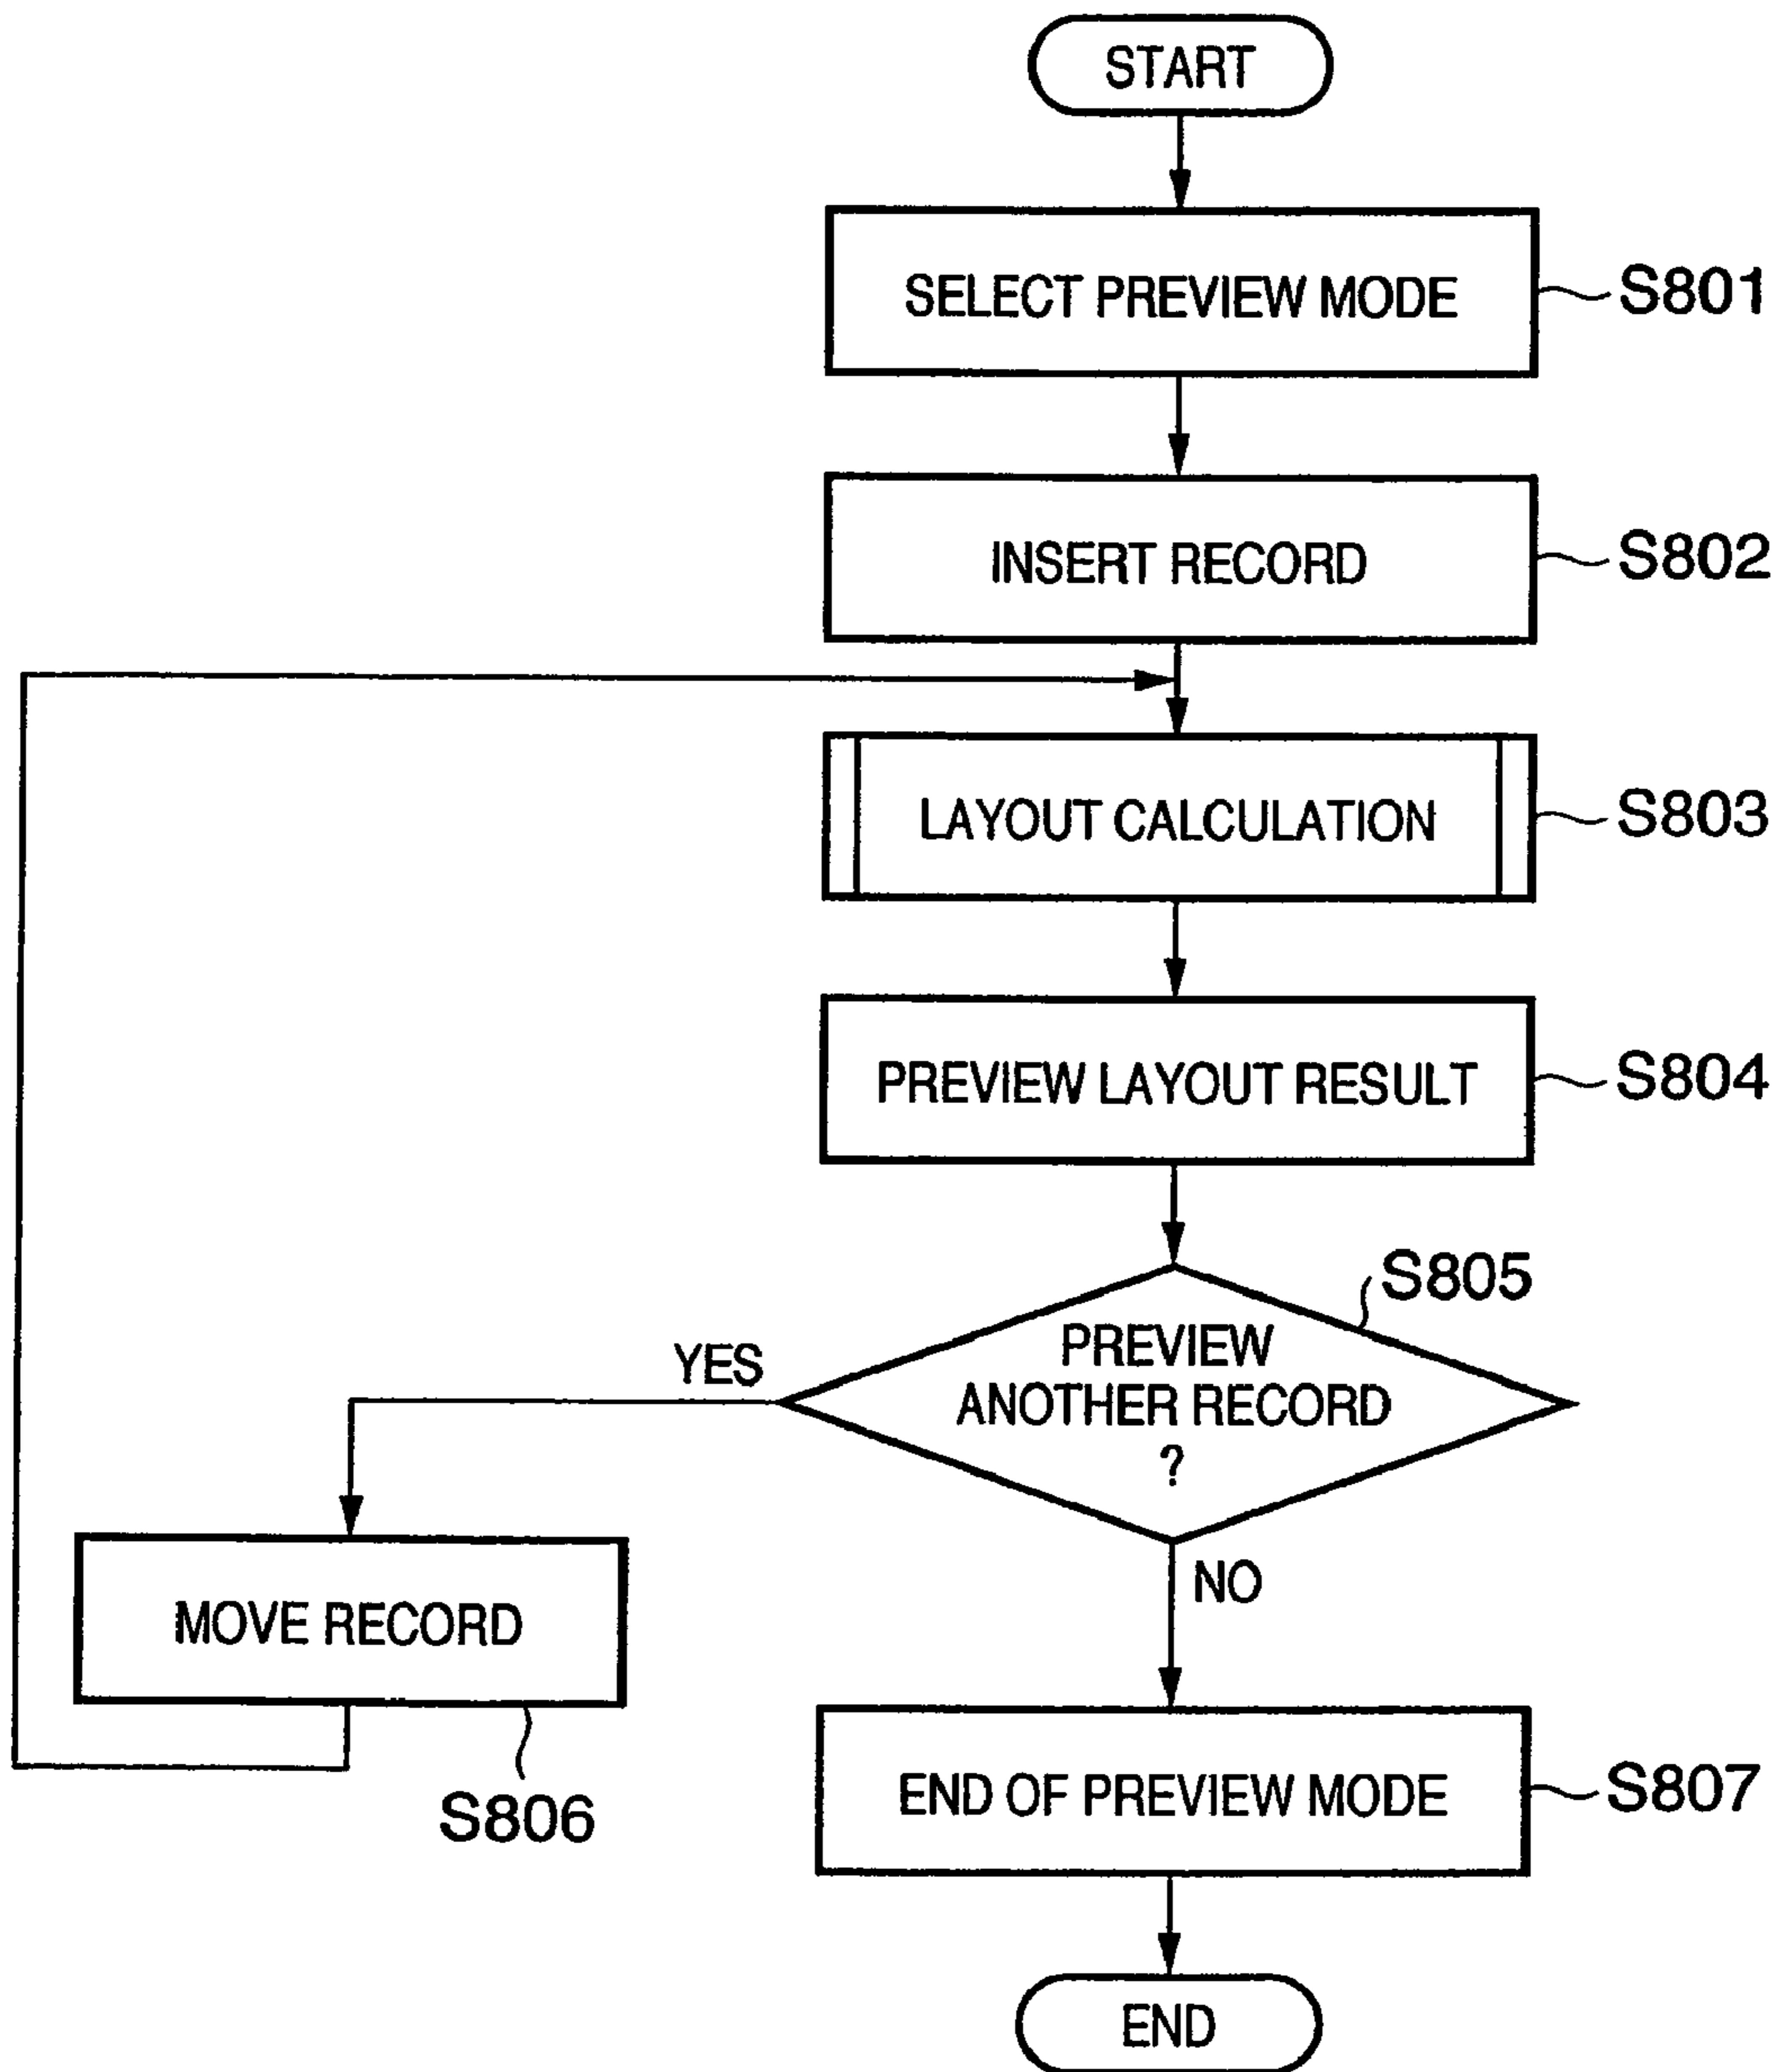 START
SELECT PREVIEW MODE
S801
INSERT RECORD
S802
LAYOUT CALCULATION
S803
PREVIEW LAYOUT RESULT
S804
S805
PREVIEW
ANOTHER RECORD
?
YES
NO
MOVE RECORD
S806
END OF PREVIEW MODE
S807
END